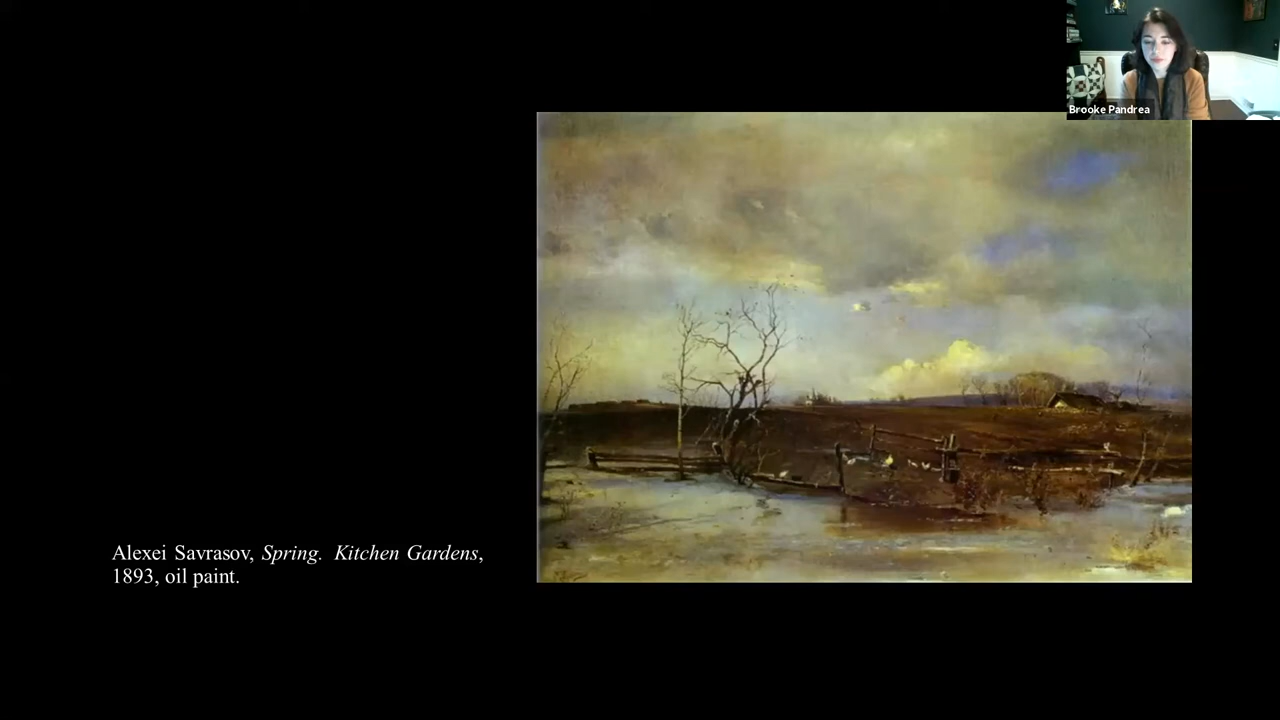 Brooke Pandrea
Alexei Savrasov, Spring. Kitchen Gardens,
1893, oil paint.